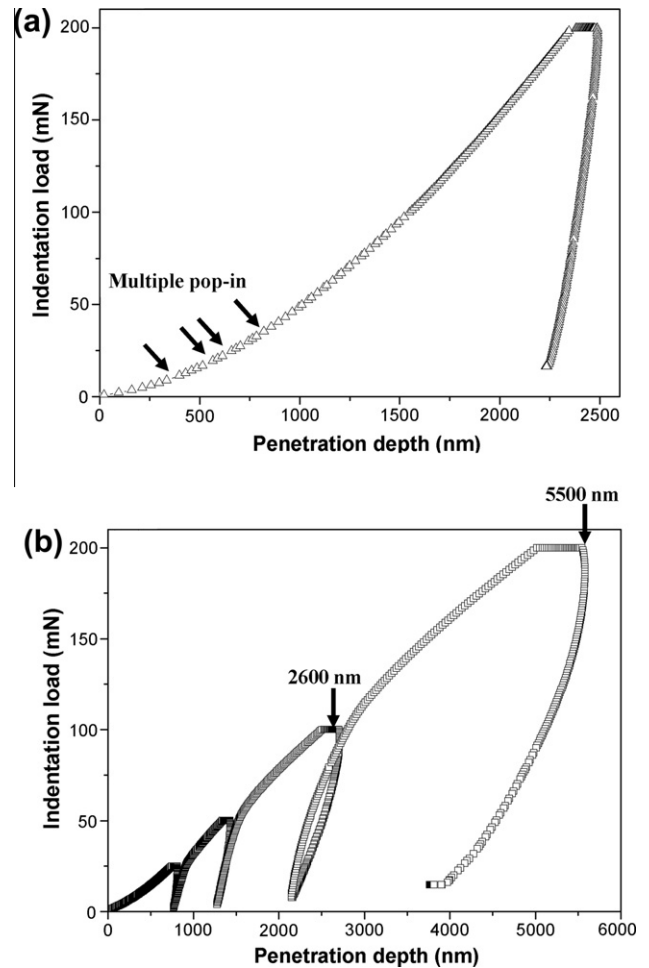 (a)
200
150
100
50
0
Indentation load (mN)
Multiple pop-in
0 500 1000 1500 2000 2500
Penetration depth (nm)
(b)
5500 nm
200
150
2600 nm
100
50
0
Indentation load (mN)
0 1000 2000 3000 4000 5000 6000
Penetration depth (nm)